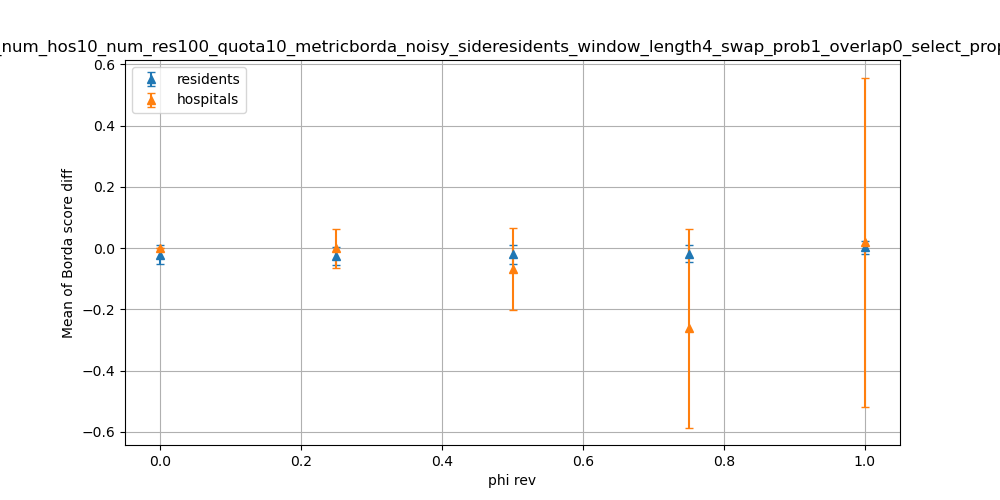 _num_hos10_num_res100_quota10_metricborda_noisy_sideresidents_window_length4_swap_prob1_overlap0_select_prop
residents
hospitals
0.6
0.4
0.2
0.0
−0.2
−0.4
−0.6
Mean of Borda score diff
0.0
0.2
0.4
0.6
0.8
1.0
phi rev